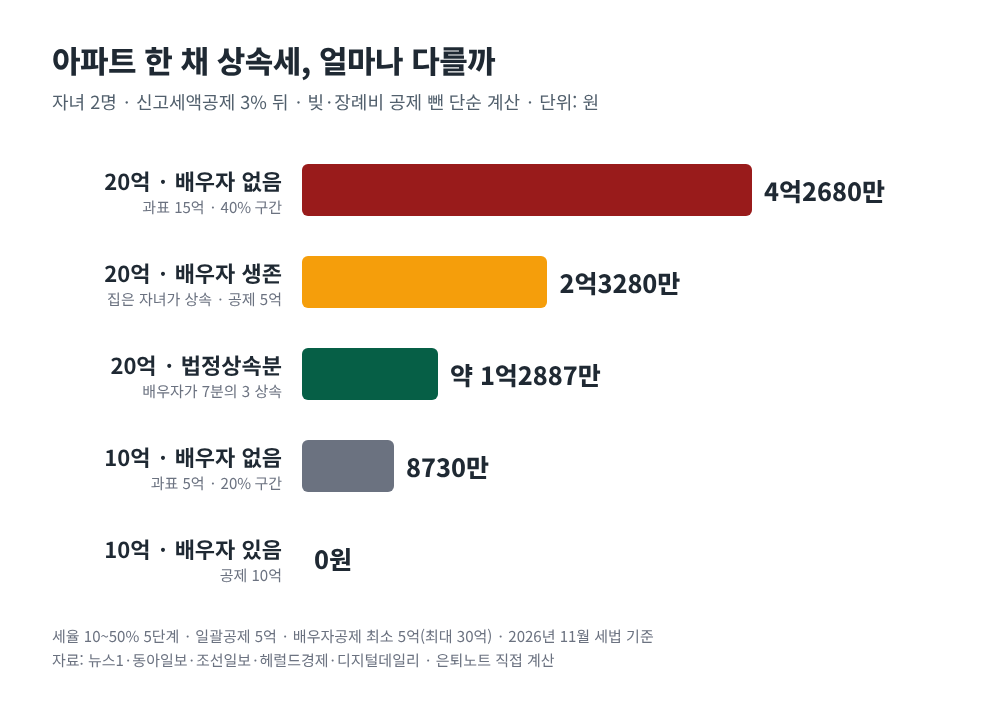 아파트 한 채 상속세, 얼마나 다를까
자녀 2명 · 신고세액공제 3% 뒤 · 빚·장례비 공제 뺀 단순 계산 · 단위: 원
20억 · 배우자 없음
과표 15억 · 40% 구간
4억2680만
20억 · 배우자 생존
집은 자녀가 상속 · 공제 5억
2억3280만
20억 · 법정상속분
배우자가 7분의 3 상속
약 1억2887만
10억 · 배우자 없음
과표 5억 · 20% 구간
8730만
10억 · 배우자 있음
공제 10억
0원
세율 10~50% 5단계 · 일괄공제 5억 · 배우자공제 최소 5억(최대 30억) · 2026년 11월 세법 기준
자료: 뉴스1·동아일보·조선일보·헤럴드경제·디지털데일리 · 은퇴노트 직접 계산